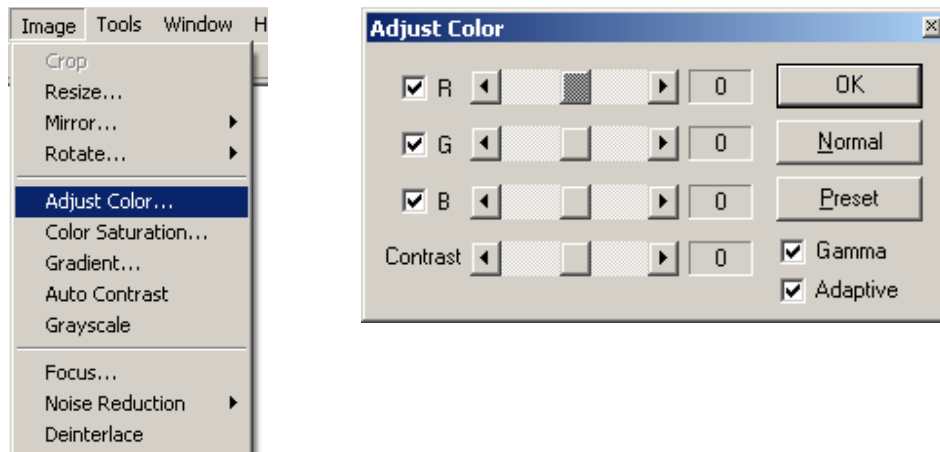 Image Tools Window H
Crop
Resize...
Mirror...
Rotate...
Adjust Color...
Color Saturation...
Gradient...
Auto Contrast
Grayscale
Focus...
Noise Reduction
Deinterlace
Adjust Color
R 0 OK
G 0 Normal
B 0 Preset
Contrast 0 Gamma
Adaptive